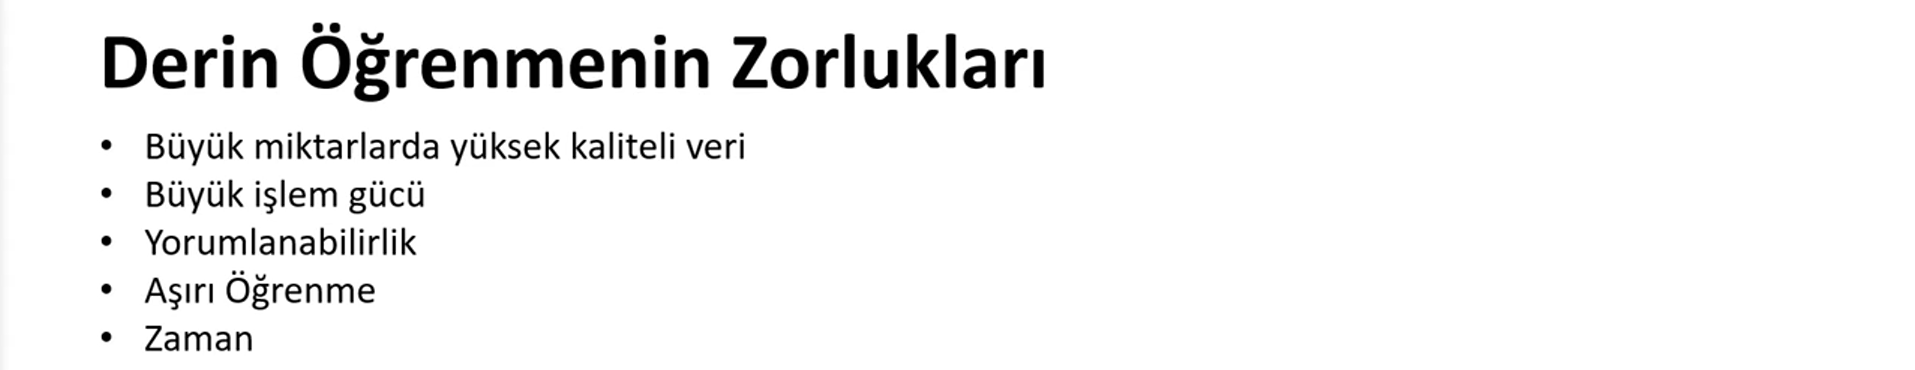 Derin Öğrenmenin Zorlukları
• Büyük miktarlarda yüksek kaliteli veri
• Büyük işlem gücü
• Yorumlanabilirlik
• Aşırı Öğrenme
• Zaman